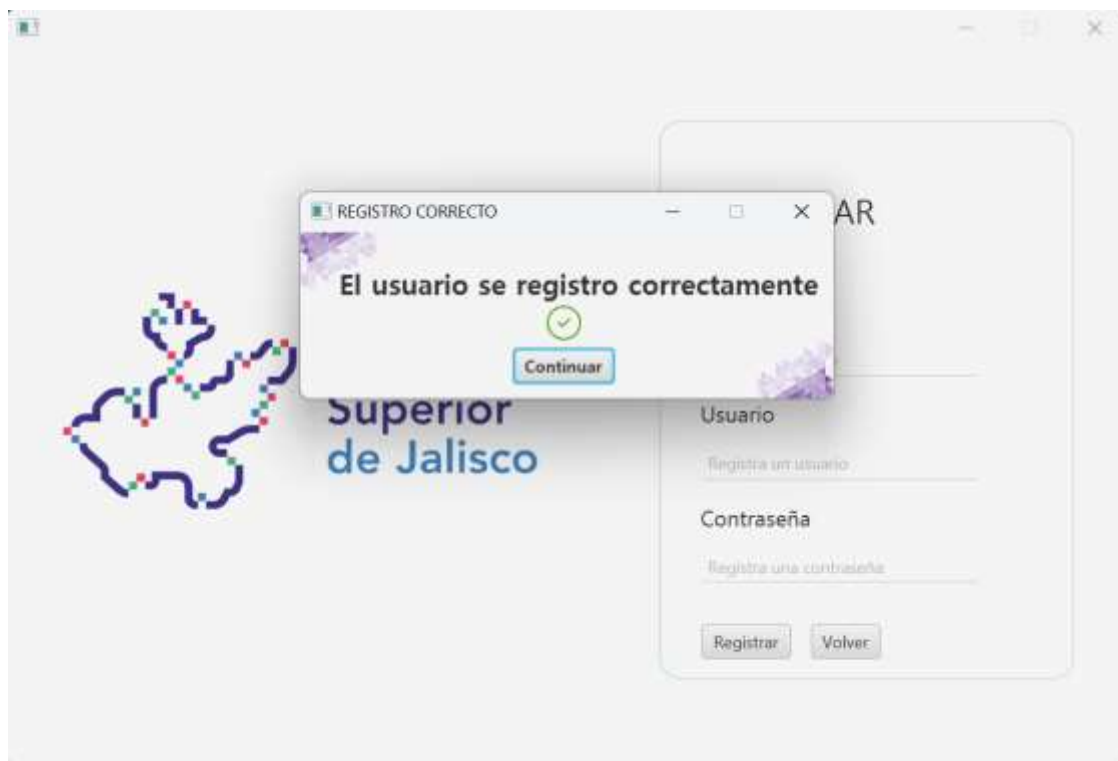 REGISTRO CORRECTO
AR
El usuario se registro correctamente
Continuar
Superior
de Jalisco
Usuario
Registra un usuario
Contraseña
Registra una contraseña
Registrar
Volver